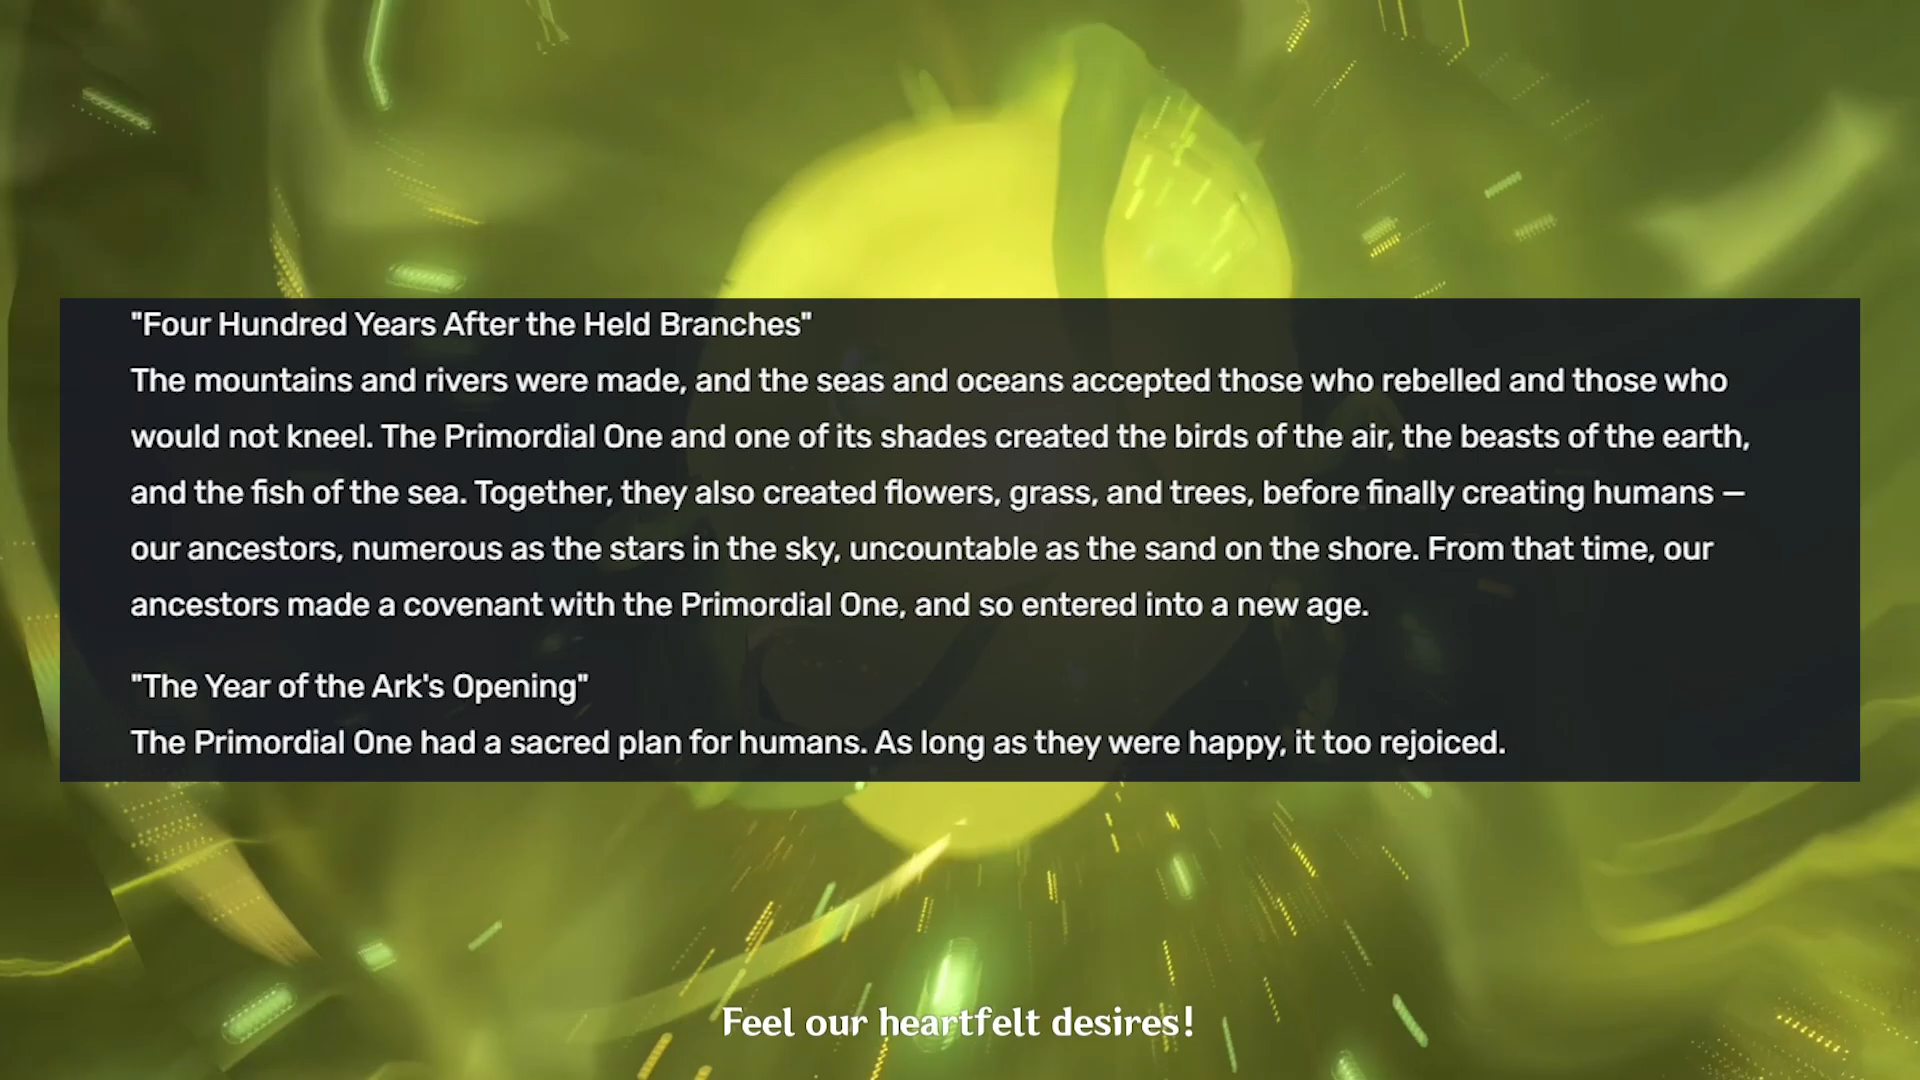 "Four Hundred Years After the Held Branches"
The mountains and rivers were made, and the seas and oceans accepted those who rebelled and those who
would not kneel. The Primordial One and one of its shades created the birds of the air, the beasts of the earth,
and the fish of the sea. Together, they also created flowers, grass, and trees, before finally creating humans —
our ancestors, numerous as the stars in the sky, uncountable as the sand on the shore. From that time, our
ancestors made a covenant with the Primordial One, and so entered into a new age.
"The Year of the Ark's Opening"
The Primordial One had a sacred plan for humans. As long as they were happy, it too rejoiced.
Feel our heartfelt desires!